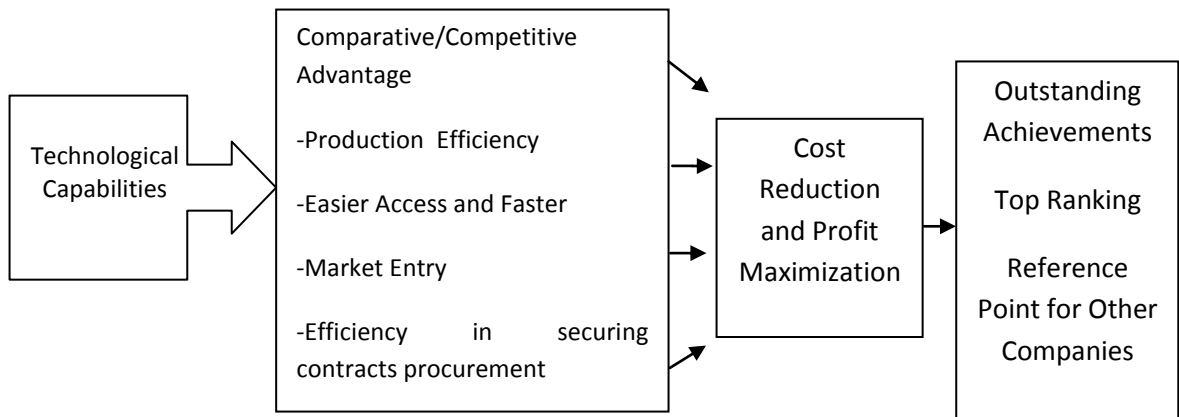 Technological
Capabilities
Comparative/Competitive
Advantage
-Production Efficiency
-Easier Access and Faster
-Market Entry
-Efficiency in securing
contracts procurement
Cost
Reduction
and Profit
Maximization
Outstanding
Achievements
Top Ranking
Reference
Point for Other
Companies